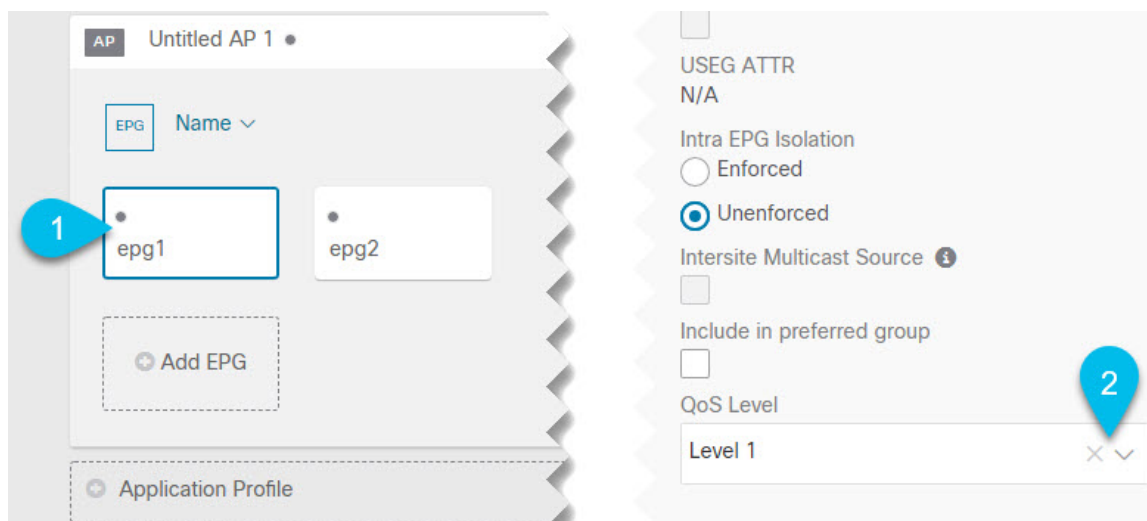 AP Untitled AP 1
EPG Name
1
epg1
epg2
Add EPG
Application Profile
USEG ATTR
N/A
Intra EPG Isolation
Enforced
Unenforced
Intersite Multicast Source
Include in preferred group
QoS Level
2
Level 1